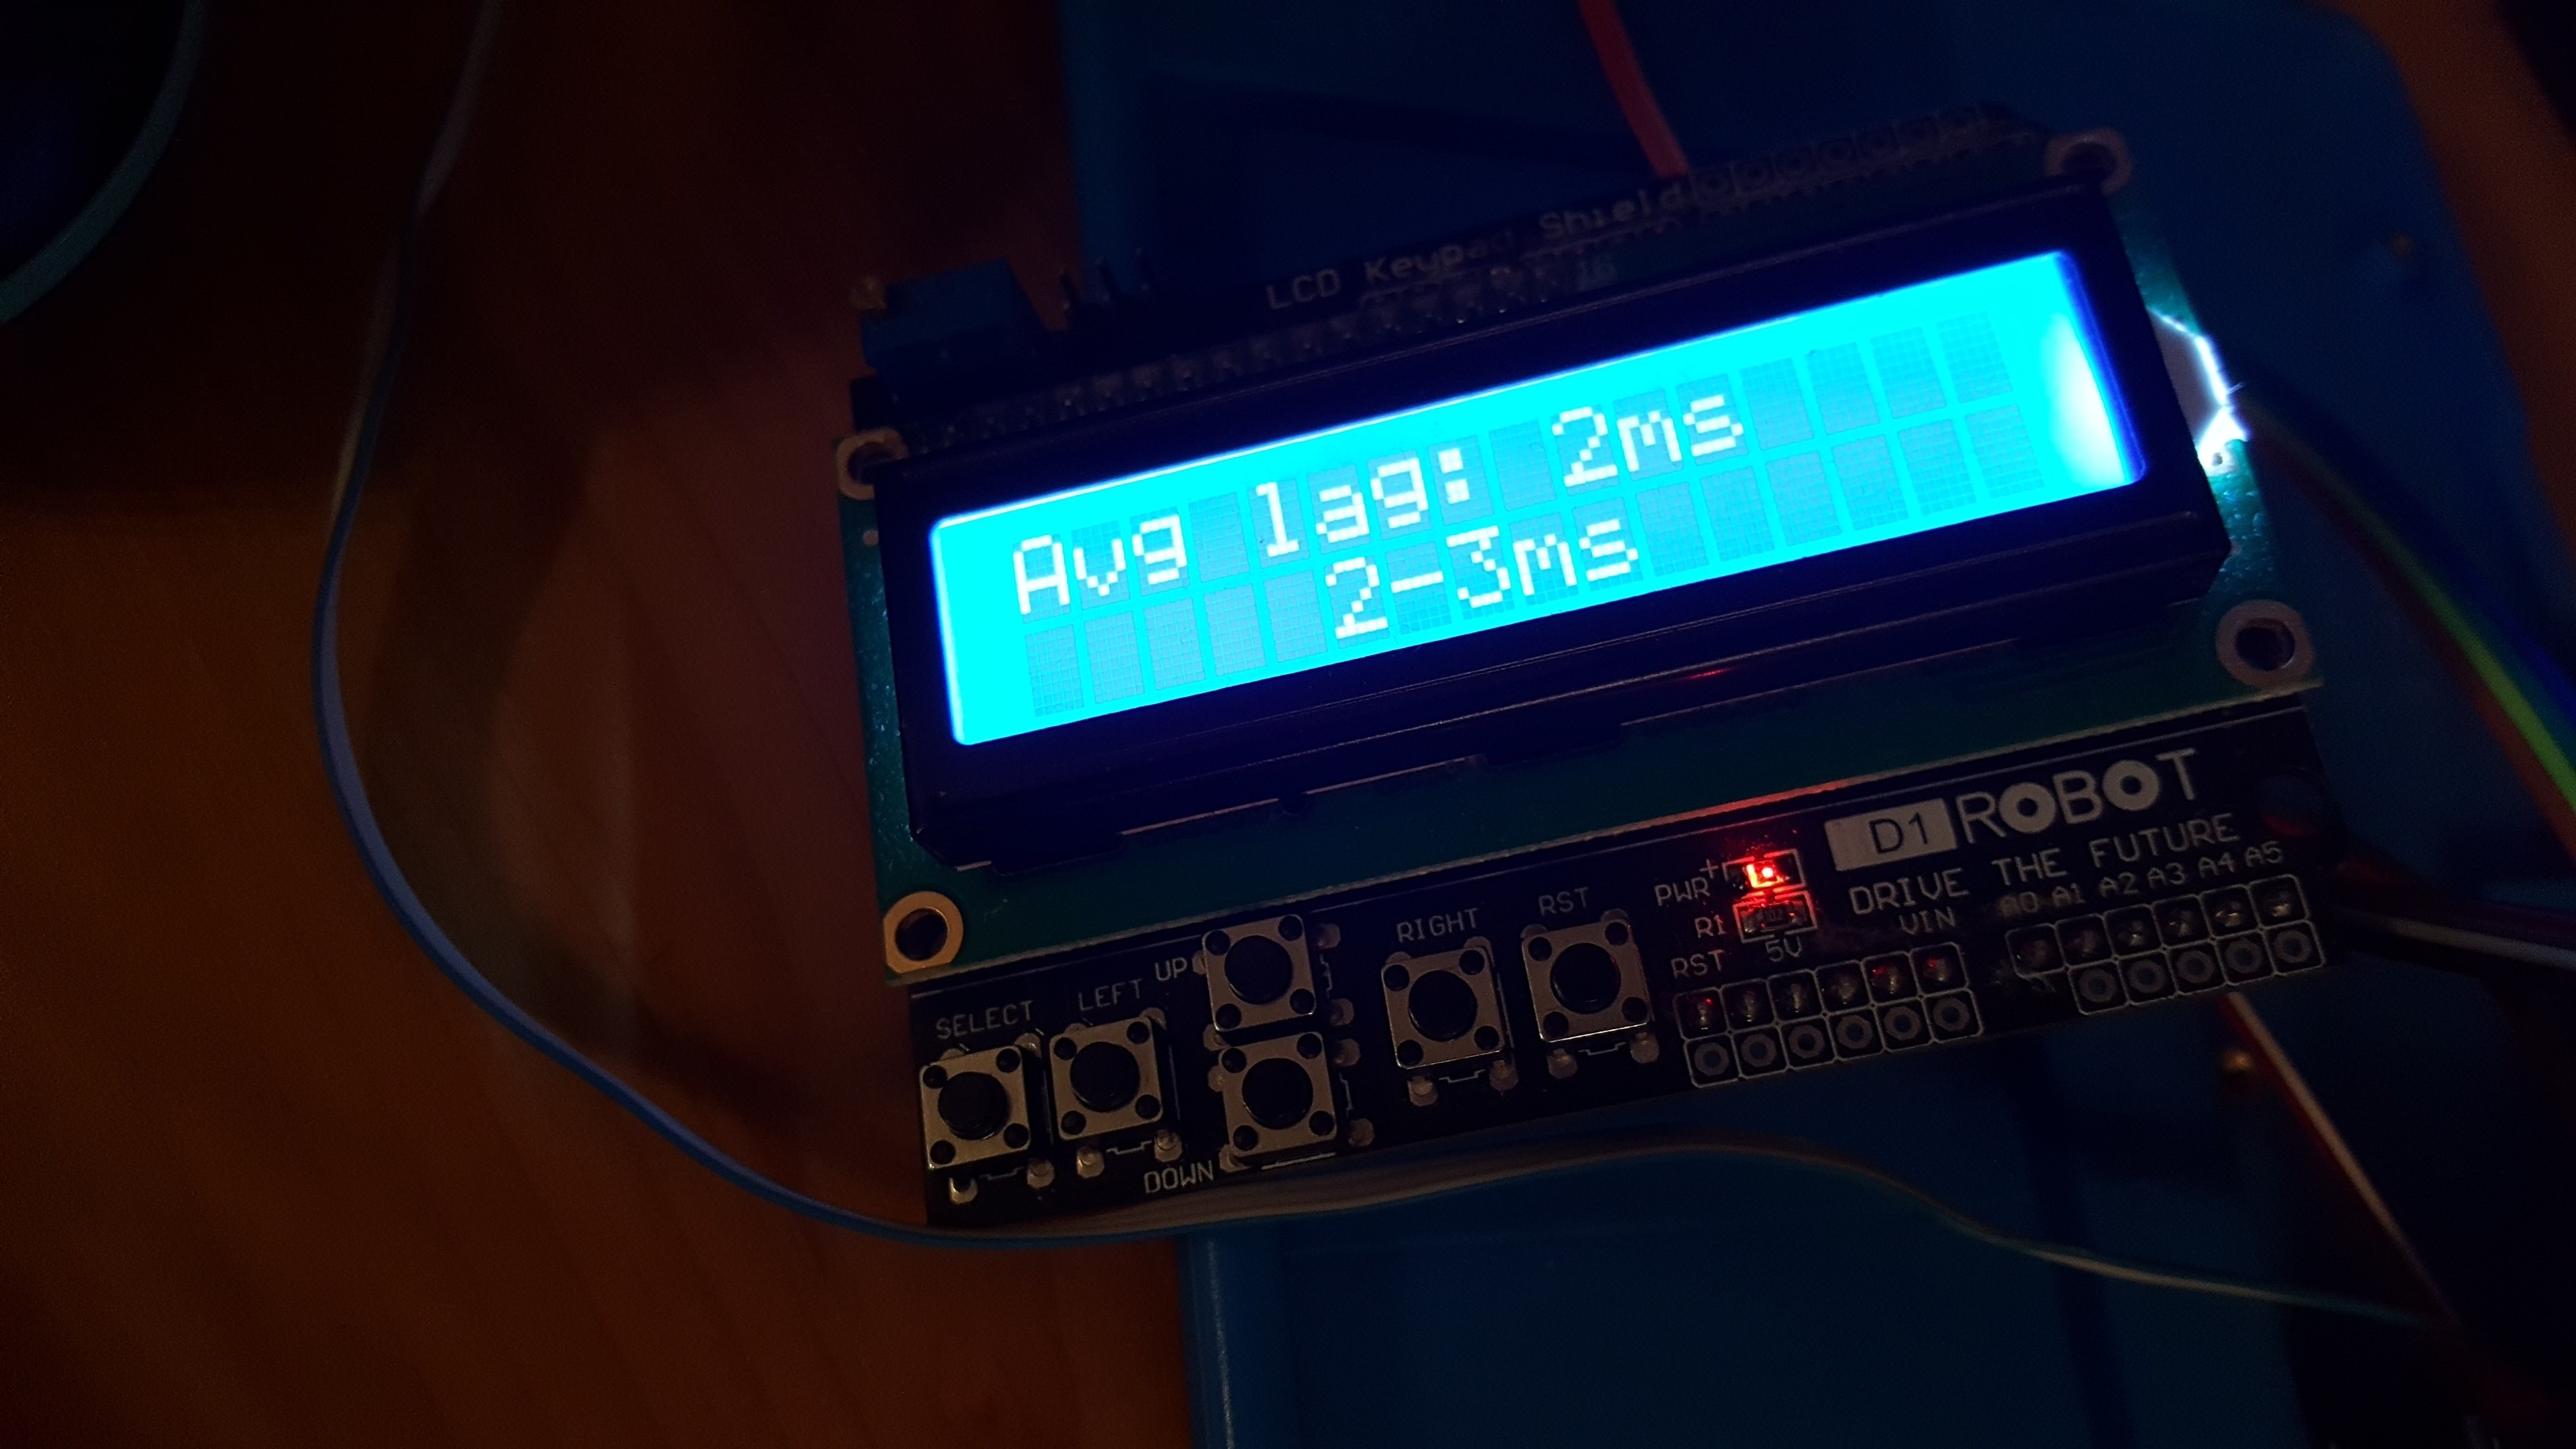 LCD Keypad Shield
16
Avg lag: 2ms
2-3ms
D1 ROBOT
DRIVE THE FUTURE
PWR +
R1
RST 5V VIN
A0 A1 A2 A3 A4 A5
SELECT
LEFT
UP
DOWN
RIGHT
RST